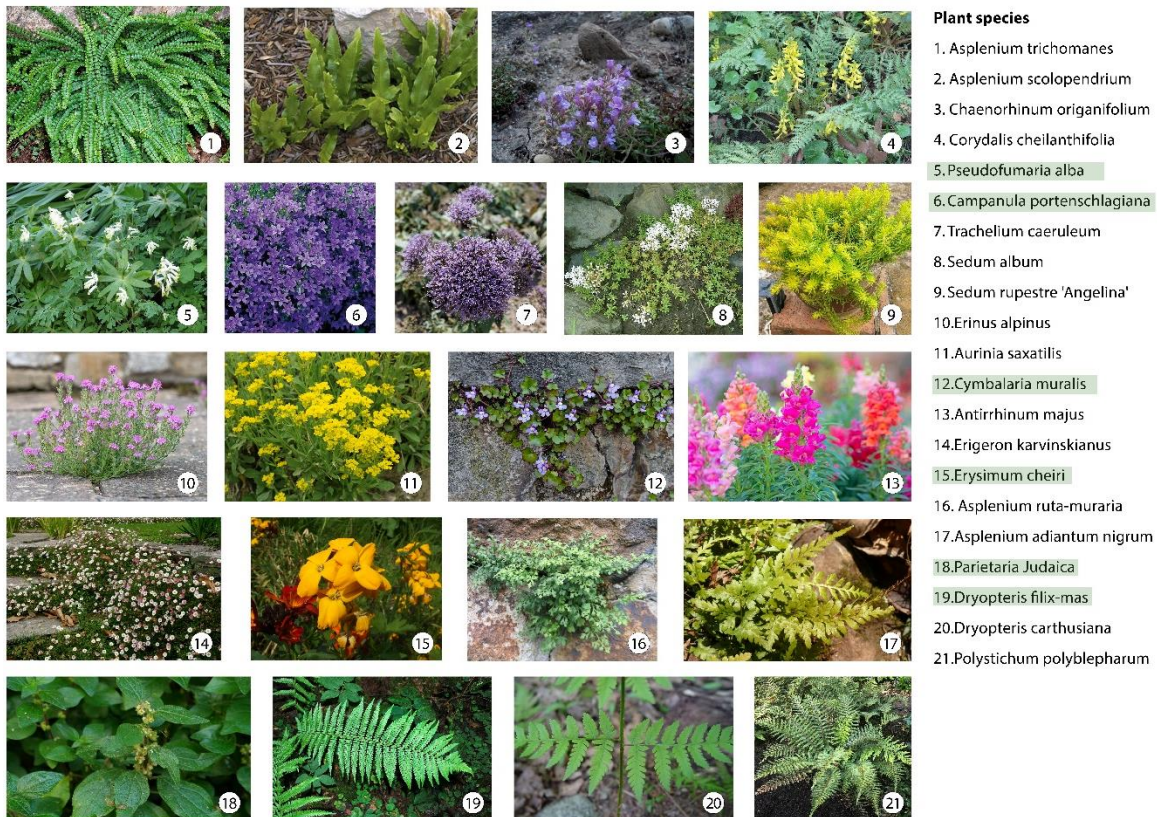 Plant species
1. Asplenium trichomanes
2. Asplenium scolopendrium
3. Chaenorhinum origanifolium
4. Corydalis cheilanthifolia
5. Pseudofumaria alba
6. Campanula portenschlagiana
7. Trachelium caeruleum
8. Sedum album
9. Sedum rupestre 'Angelina'
10. Erinus alpinus
11. Aurinia saxatilis
12. Cymbalaria muralis
13. Antirrhinum majus
14. Erigeron karvinskianus
15. Erysimum cheiri
16. Asplenium ruta-muraria
17. Asplenium adiantum nigrum
18. Parietaria Judaica
19. Dryopteris filix-mas
20. Dryopteris carthusiana
21. Polystichum polyblepharum
1
2
3
4
5
6
7
8
9
10
11
12
13
14
15
16
17
18
19
20
21